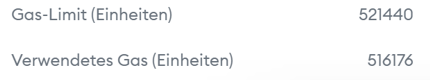 Gas-Limit (Einheiten) 521440
Verwendetes Gas (Einheiten) 516176